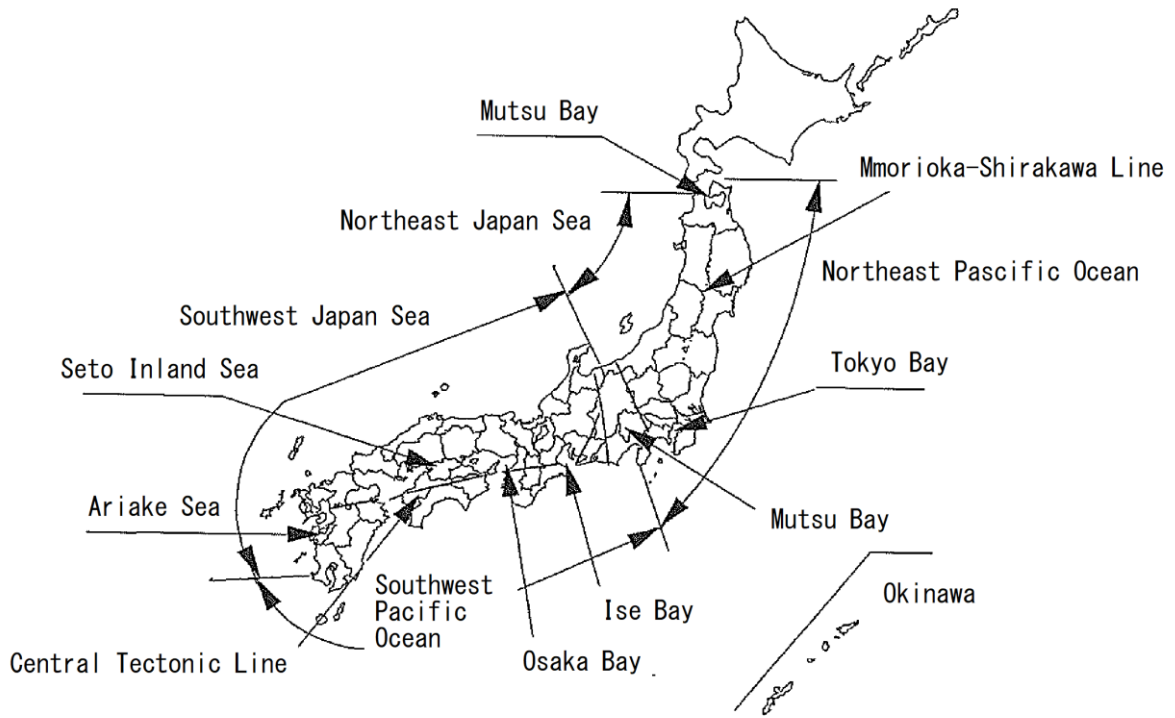 Mutsu Bay
Mmorioka-Shirakawa Line
Northeast Japan Sea
Northeast Pascific Ocean
Southwest Japan Sea
Seto Inland Sea
Tokyo Bay
Ariake Sea
Mutsu Bay
Southwest
Pacific
Ocean
Okinawa
Ise Bay
Central Tectonic Line
Osaka Bay